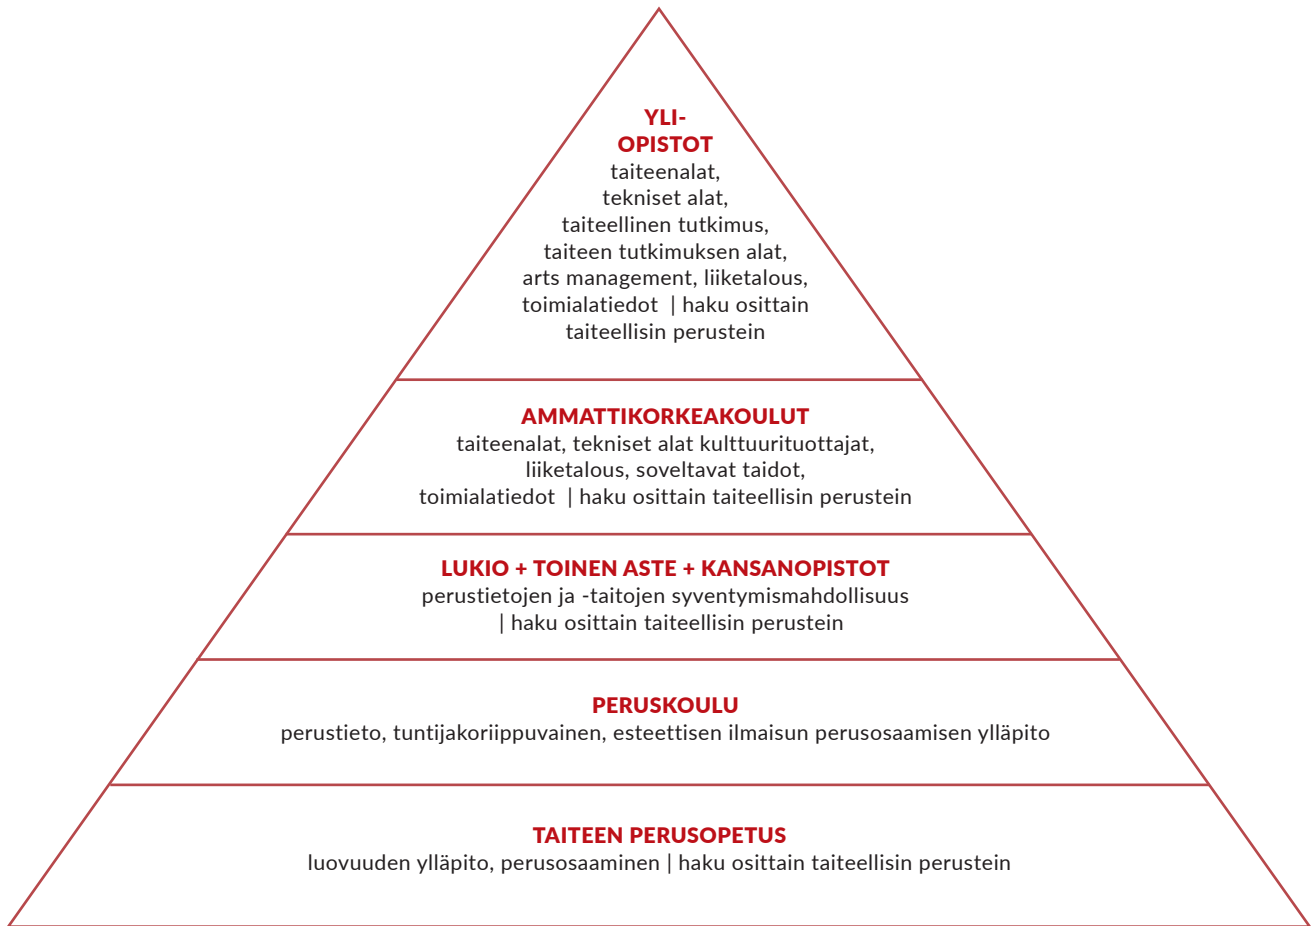 YLI-
OPISTOT
taiteenalat,
tekniset alat,
taiteellinen tutkimus,
taiteen tutkimuksen alat,
arts management, liiketalous,
toimialatiedot | haku osittain
taiteellisin perustein
AMMATTIKORKEAKOULUT
taiteenalat, tekniset alat kulttuurituottajat,
liiketalous, soveltavat taidot,
toimialatiedot | haku osittain taiteellisin perustein
LUKIO + TOINEN ASTE + KANSANOPISTOT
perustietojen ja -taitojen syventymismahdollisuus
| haku osittain taiteellisin perustein
PERUSKOULU
perustieto, tuntijakoriippuvainen, esteettisen ilmaisun perusosaamisen ylläpito
TAITEEN PERUSOPETUS
luovuuden ylläpito, perusosaaminen | haku osittain taiteellisin perustein